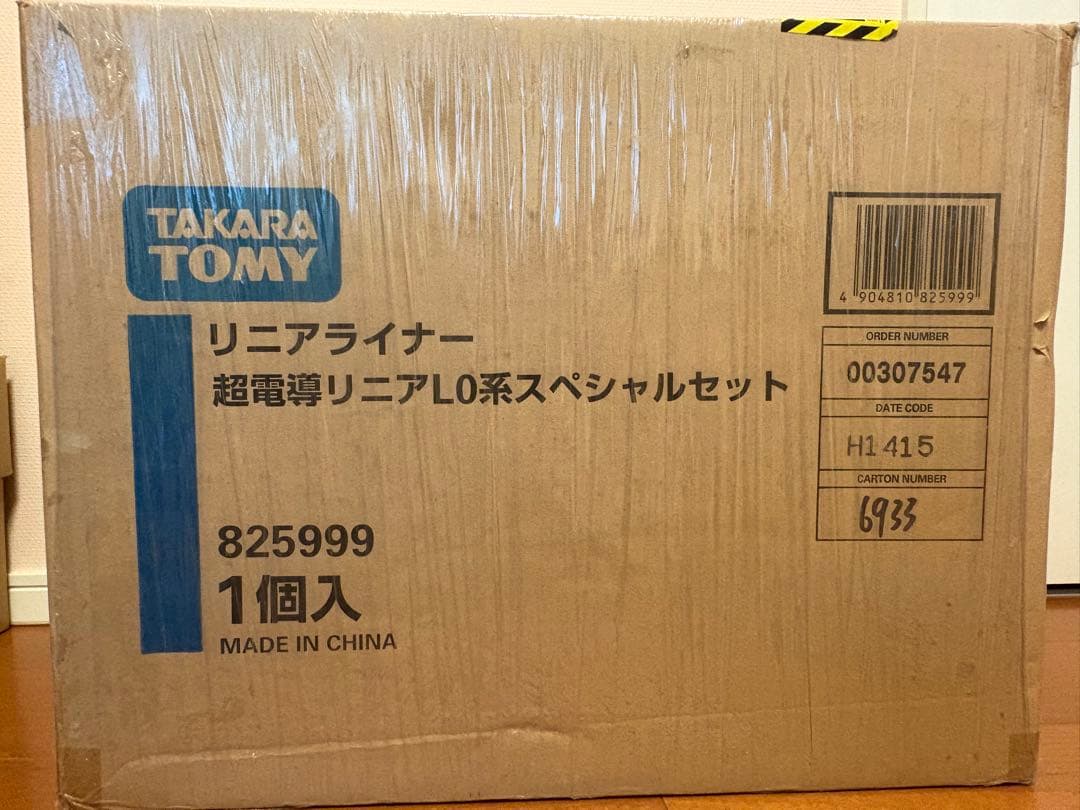 TAKARA
TOMY
リニアライナー
超電導リニアL0系スペシャルセット
825999
1個入
MADE IN CHINA
4 904810 825999
ORDER NUMBER
00307547
DATE CODE
H1415
CARTON NUMBER
6933